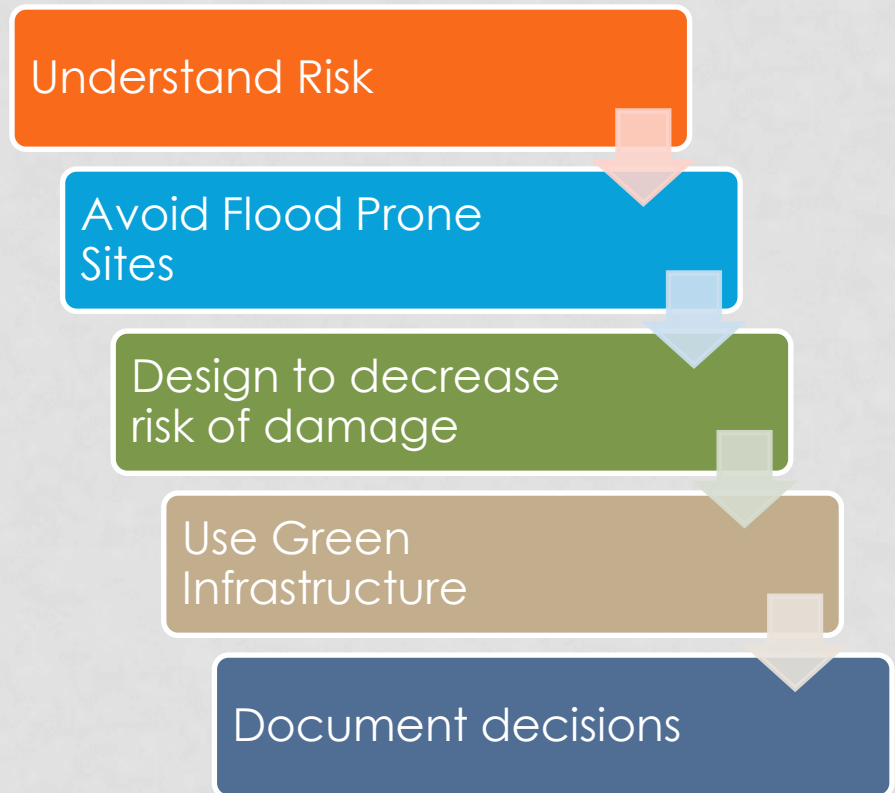 Understand Risk
Avoid Flood Prone
Sites
Design to decrease
risk of damage
Use Green
Infrastructure
Document decisions